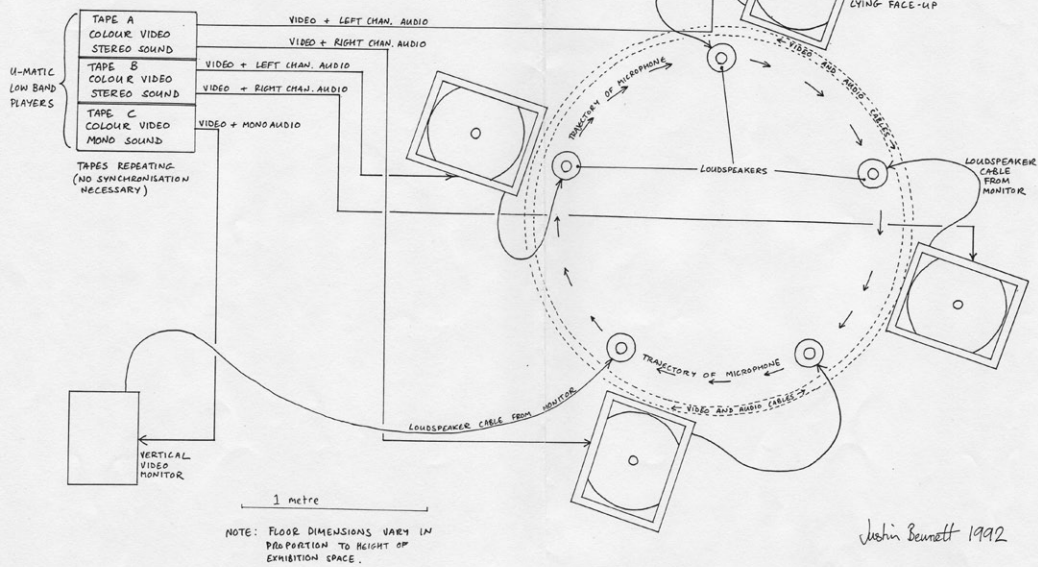 TAPE A
COLOUR VIDEO
STEREO SOUND
VIDEO + LEFT CHAN. AUDIO
VIDEO + RIGHT CHAN. AUDIO
LYING FACE-UP
U-MATIC
LOW BAND
PLAYERS
TAPE B
COLOUR VIDEO
STEREO SOUND
VIDEO + LEFT CHAN. AUDIO
VIDEO + RIGHT CHAN. AUDIO
TAPE C
COLOUR VIDEO
MONO SOUND
VIDEO + MONO AUDIO
TAPES REPEATING
(NO SYNCHRONISATION
NECESSARY)
TRAJECTORY OF MICROPHONE
VIDEO AND AUDIO CABLES
LOUDSPEAKERS
LOUDSPEAKER
CABLE
FROM
MONITOR
TRAJECTORY OF MICROPHONE
VIDEO AND AUDIO CABLES
LOUDSPEAKER CABLE FROM MONITOR
VERTICAL
VIDEO
MONITOR
1 metre
NOTE: FLOOR DIMENSIONS VARY IN
PROPORTION TO HEIGHT OF
EXHIBITION SPACE.
Justin Bennett 1992